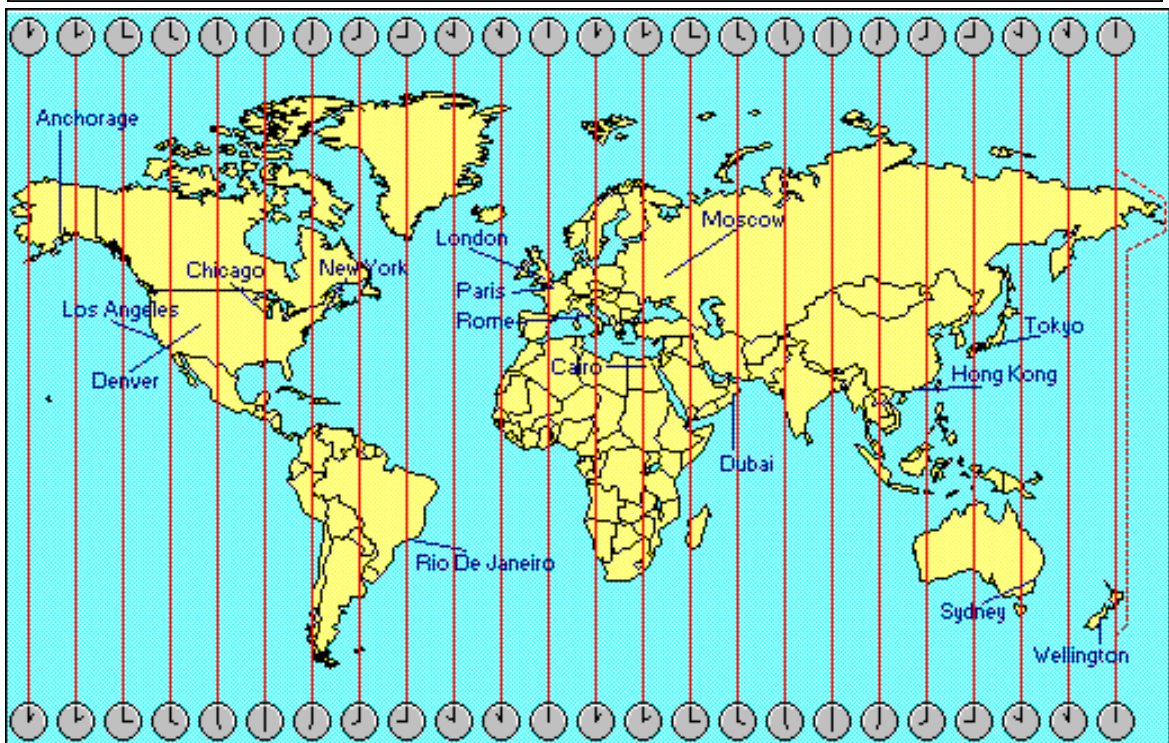 Anchorage
Moscow
London
Chicago
New York
Paris
Los Angeles
Rome
Tokyo
Cairo
Denver
Hong Kong
Dubai
Rio De Janeiro
Sydney
Wellington